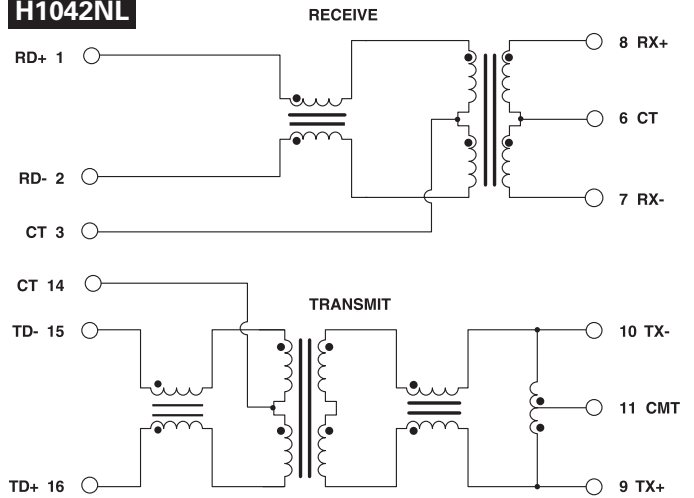 H1042NL
RECEIVE
RD+ 1
8 RX+
6 CT
RD- 2
7 RX-
CT 3
CT 14
TRANSMIT
TD- 15
10 TX-
11 CMT
TD+ 16
9 TX+